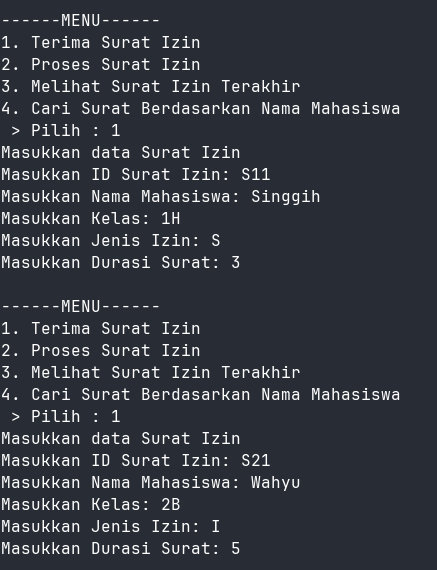 ------MENU------
1. Terima Surat Izin
2. Proses Surat Izin
3. Melihat Surat Izin Terakhir
4. Cari Surat Berdasarkan Nama Mahasiswa
 > Pilih : 1
Masukkan data Surat Izin
Masukkan ID Surat Izin: S11
Masukkan Nama Mahasiswa: Singgih
Masukkan Kelas: 1H
Masukkan Jenis Izin: S
Masukkan Durasi Surat: 3

------MENU------
1. Terima Surat Izin
2. Proses Surat Izin
3. Melihat Surat Izin Terakhir
4. Cari Surat Berdasarkan Nama Mahasiswa
 > Pilih : 1
Masukkan data Surat Izin
Masukkan ID Surat Izin: S21
Masukkan Nama Mahasiswa: Wahyu
Masukkan Kelas: 2B
Masukkan Jenis Izin: I
Masukkan Durasi Surat: 5